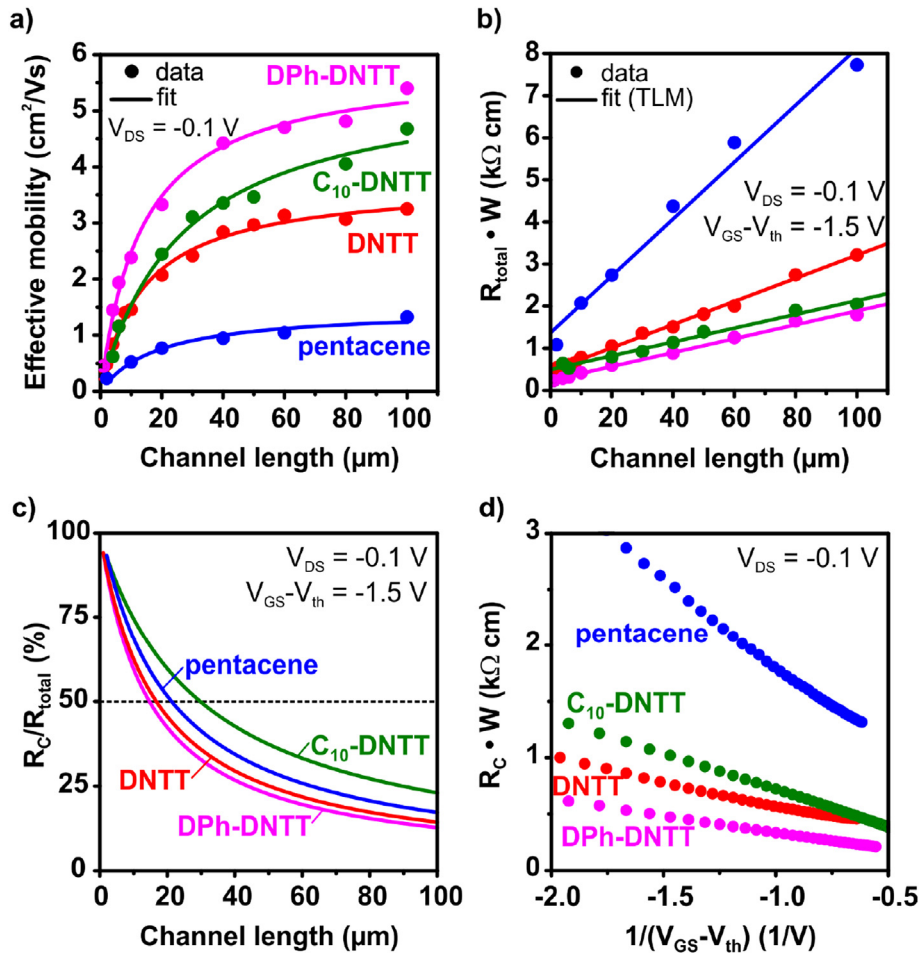 a)
Effective mobility (cm²/Vs)
6
5
4
3
2
1
0
data
fit
V_DS = -0.1 V
DPh-DNTT
C₁₀-DNTT
DNTT
pentacene
0 20 40 60 80 100
Channel length (µm)
b)
R_total • W (kΩ cm)
8
7
6
5
4
3
2
1
0
data
fit (TLM)
V_DS = -0.1 V
V_GS-V_th = -1.5 V
0 20 40 60 80 100
Channel length (µm)
c)
R_C/R_total (%)
100
75
50
25
0
V_DS = -0.1 V
V_GS-V_th = -1.5 V
pentacene
C₁₀-DNTT
DNTT
DPh-DNTT
0 20 40 60 80 100
Channel length (µm)
d)
R_C • W (kΩ cm)
3
2
1
0
V_DS = -0.1 V
pentacene
C₁₀-DNTT
DNTT
DPh-DNTT
-2.0 -1.5 -1.0 -0.5
1/(V_GS-V_th) (1/V)